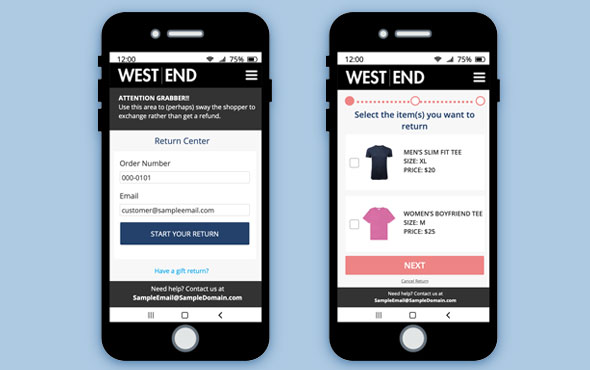 12:00 75%
WEST|END
ATTENTION GRABBER!!!
Use this area to (perhaps) sway the shopper to
exchange rather than get a refund.
Return Center
Order Number
000-0101
Email
customer@sampleemail.com
START YOUR RETURN
Have a gift return?
Need help? Contact us at
SampleEmail@SampleDomain.com
12:00 75%
WEST|END
Select the item(s) you want to
return
MEN'S SLIM FIT TEE
SIZE: XL
PRICE: $20
WOMEN'S BOYFRIEND TEE
SIZE: M
PRICE: $25
NEXT
Cancel Return
Need help? Contact us at
SampleEmail@SampleDomain.com